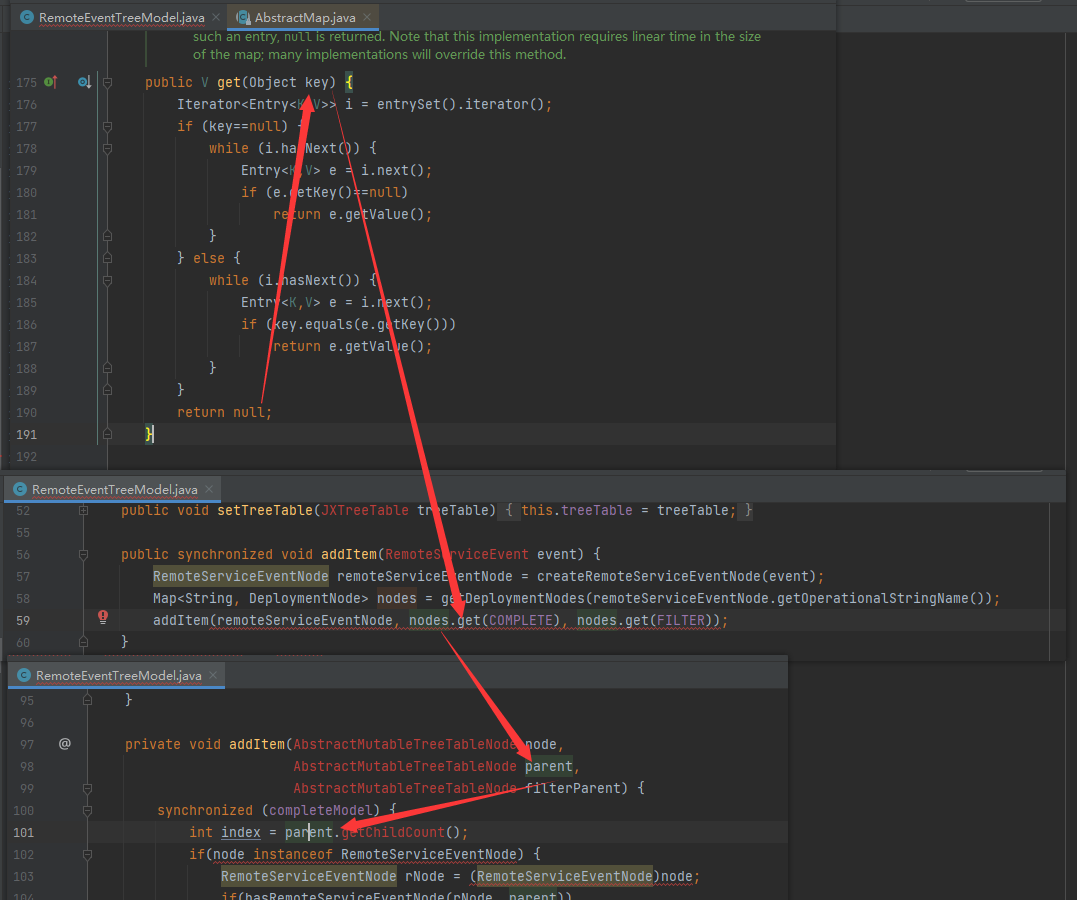 RemoteEventTreeModel.java × AbstractMap.java ×
such an entry, null is returned. Note that this implementation requires linear time in the size
of the map; many implementations will override this method.
175 public V get(Object key) {
176 Iterator<Entry<K,V>> i = entrySet().iterator();
177 if (key==null) {
178 while (i.hasNext()) {
179 Entry<K,V> e = i.next();
180 if (e.getKey()==null)
181 return e.getValue();
182 }
183 } else {
184 while (i.hasNext()) {
185 Entry<K,V> e = i.next();
186 if (key.equals(e.getKey()))
187 return e.getValue();
188 }
189 }
190 return null;
191 }
192
RemoteEventTreeModel.java ×
52 public void setTreeTable(JXTreeTable treeTable) { this.treeTable = treeTable; }
55
56 public synchronized void addItem(RemoteServiceEvent event) {
57 RemoteServiceEventNode remoteServiceEventNode = createRemoteServiceEventNode(event);
58 Map<String, DeploymentNode> nodes = getDeploymentNodes(remoteServiceEventNode.getOperationalStringName());
59 addItem(remoteServiceEventNode, nodes.get(COMPLETE), nodes.get(FILTER));
60 }
RemoteEventTreeModel.java ×
95 }
96
97 @ private void addItem(AbstractMutableTreeTableNode node,
98 AbstractMutableTreeTableNode parent,
99 AbstractMutableTreeTableNode filterParent) {
100 synchronized (completeModel) {
101 int index = parent.getChildCount();
102 if(node instanceof RemoteServiceEventNode) {
103 RemoteServiceEventNode rNode = (RemoteServiceEventNode)node;
104 if(hasRemoteServiceEventNode(rNode, parent))